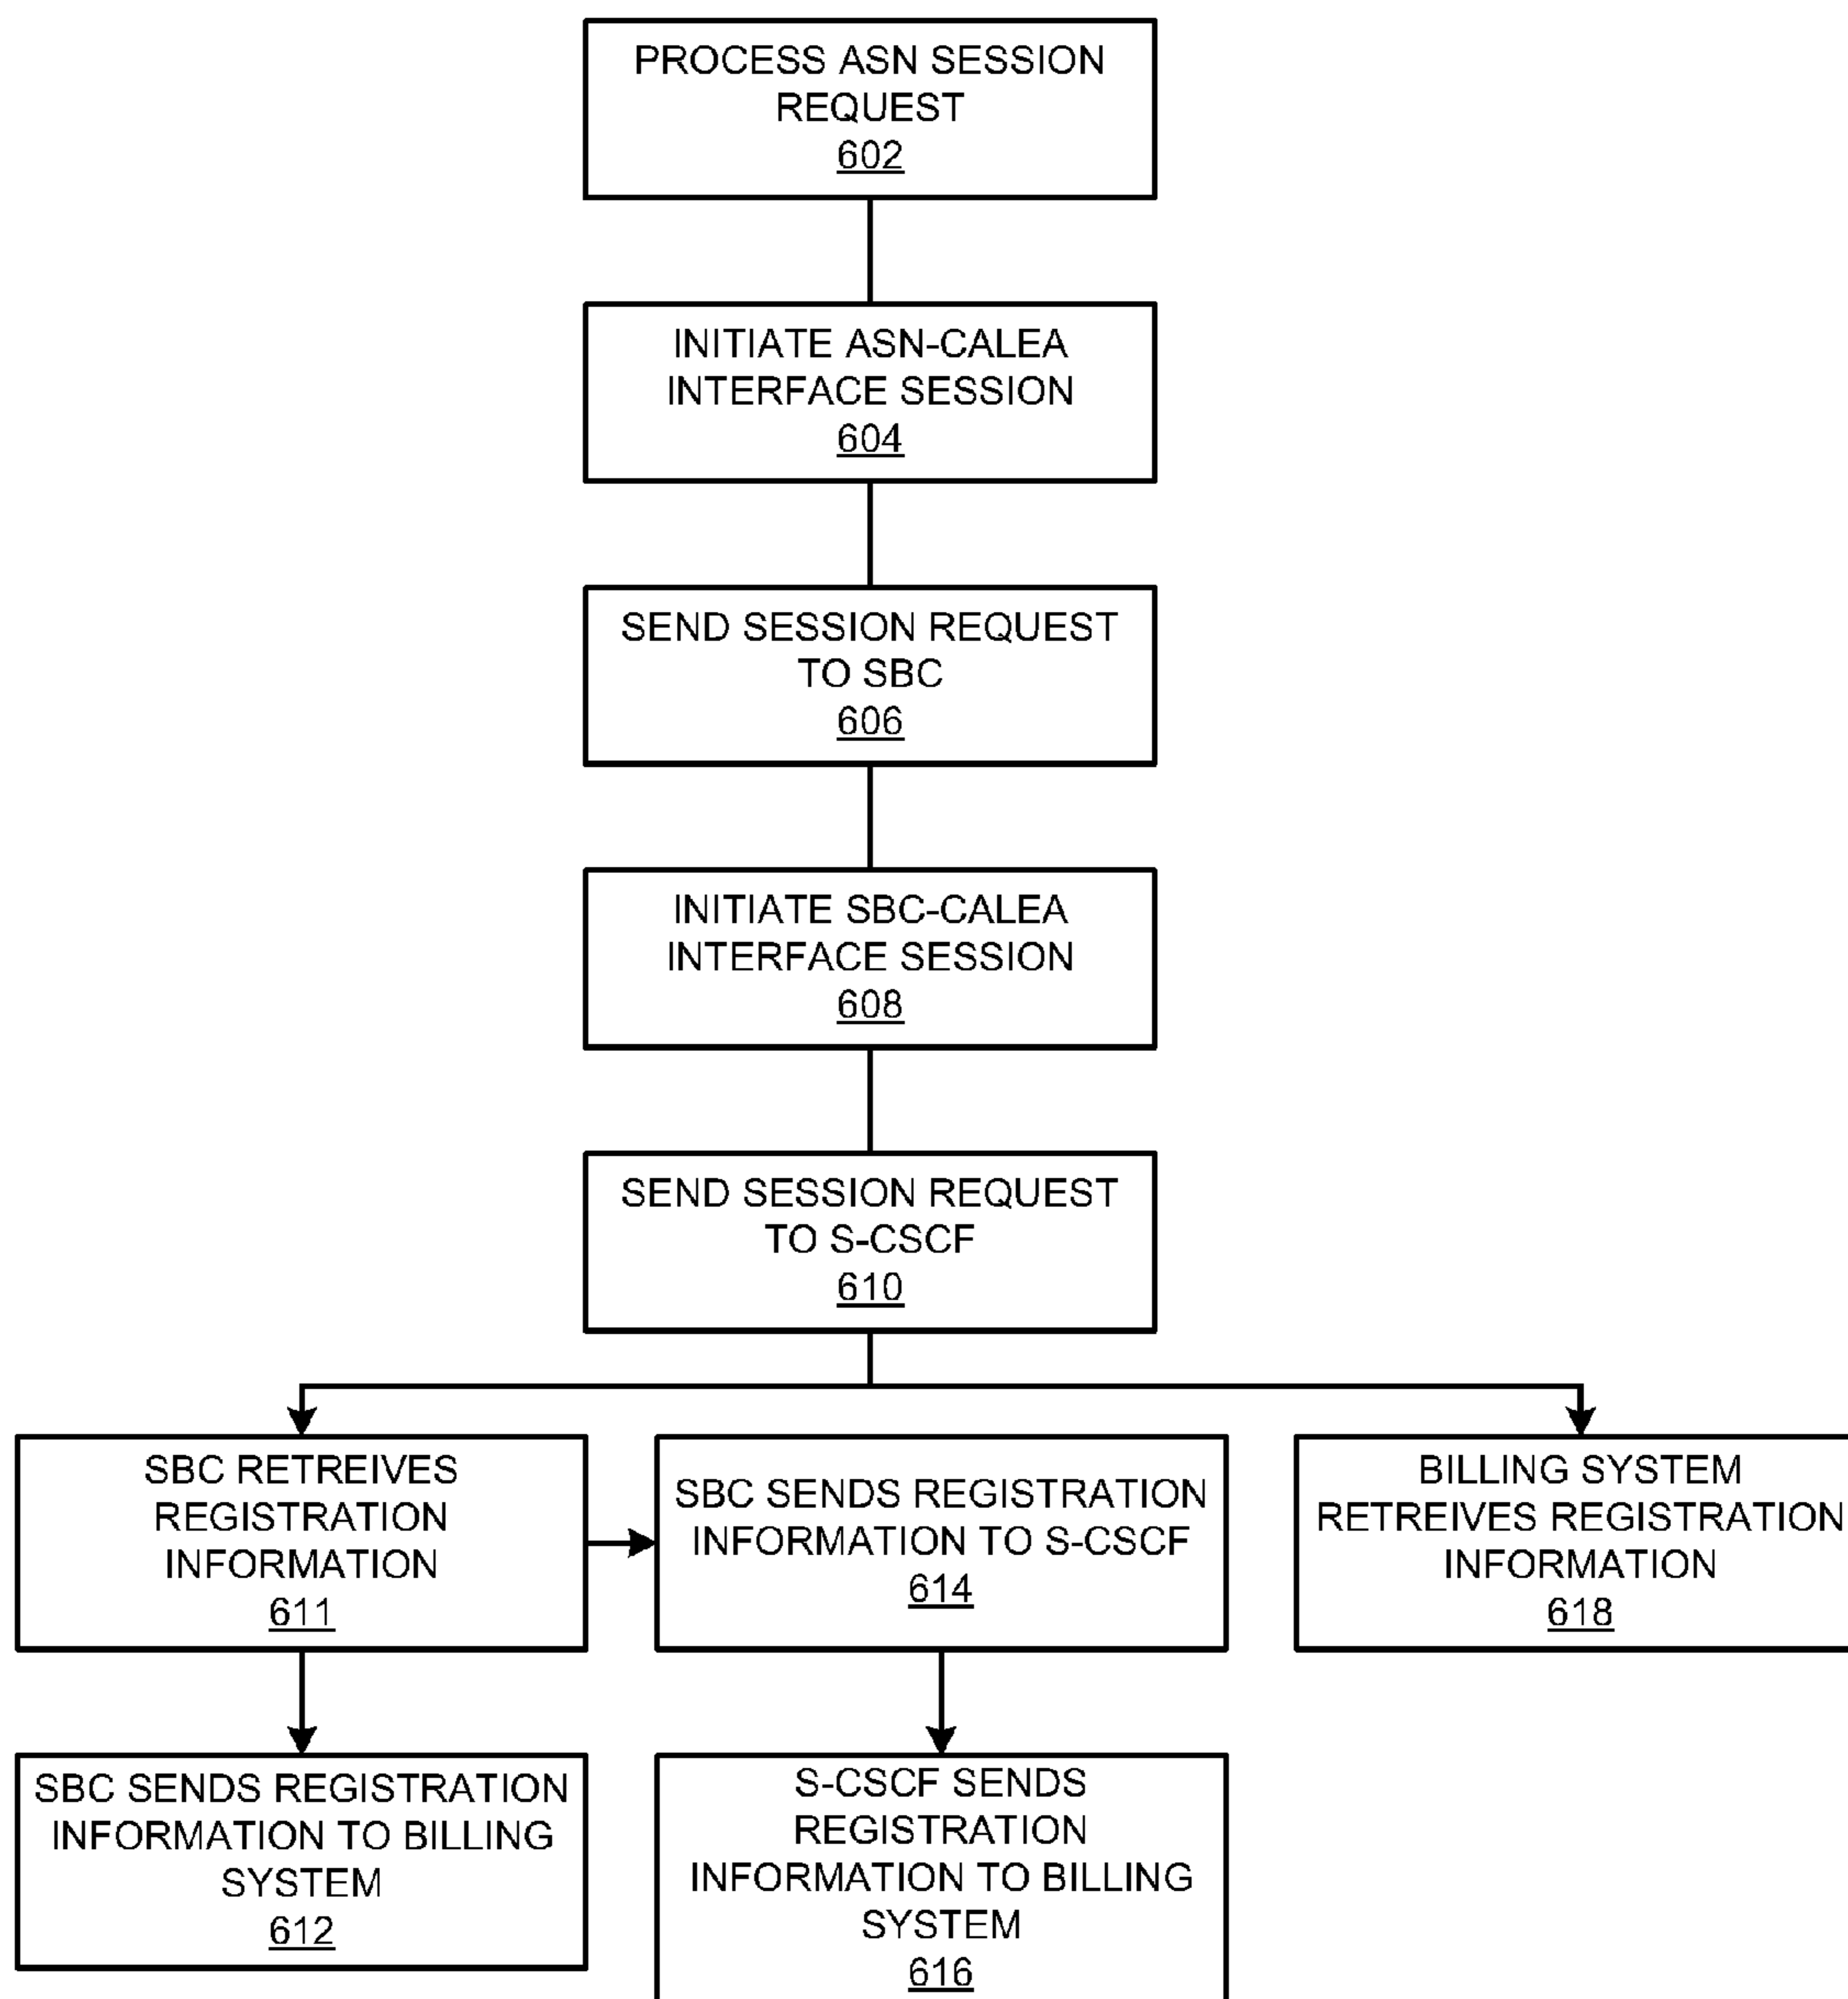 PROCESS ASN SESSION
REQUEST
602
INITIATE ASN-CALEA
INTERFACE SESSION
604
SEND SESSION REQUEST
TO SBC
606
INITIATE SBC-CALEA
INTERFACE SESSION
608
SEND SESSION REQUEST
TO S-CSCF
610
SBC RETREIVES
REGISTRATION
INFORMATION
611
SBC SENDS REGISTRATION
INFORMATION TO S-CSCF
614
BILLING SYSTEM
RETREIVES REGISTRATION
INFORMATION
618
SBC SENDS REGISTRATION
INFORMATION TO BILLING
SYSTEM
612
S-CSCF SENDS
REGISTRATION
INFORMATION TO BILLING
SYSTEM
616